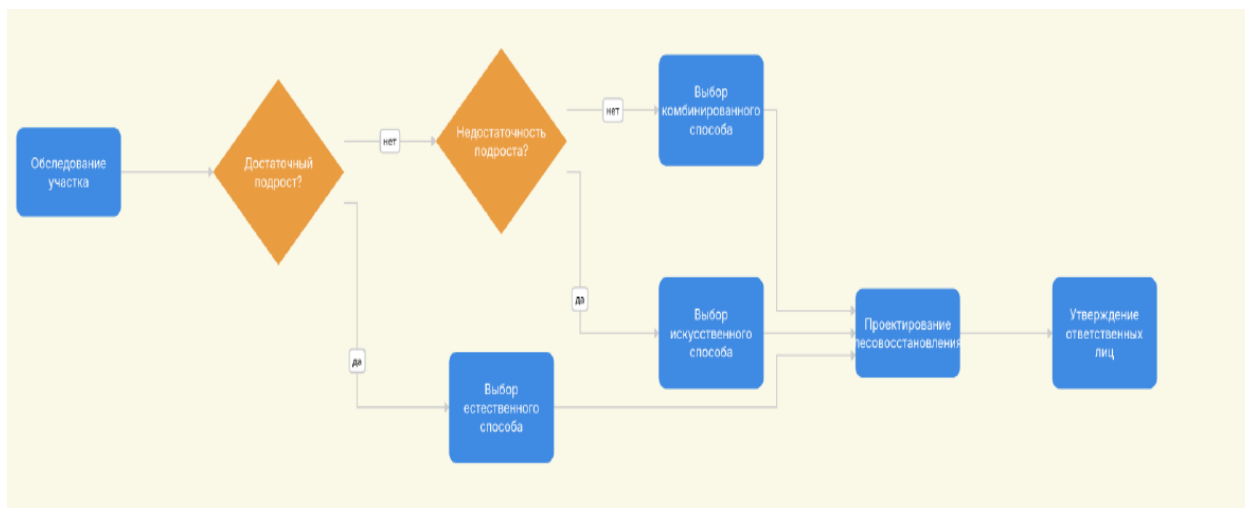 Обследование
участка
Достаточный
подрост?
нет
да
Недостаточность
подроста?
нет
да
Выбор
комбинированного
способа
Выбор
искусственного
способа
Выбор
естественного
способа
Проектирование
лесовосстановления
Утверждение
ответственных
лиц